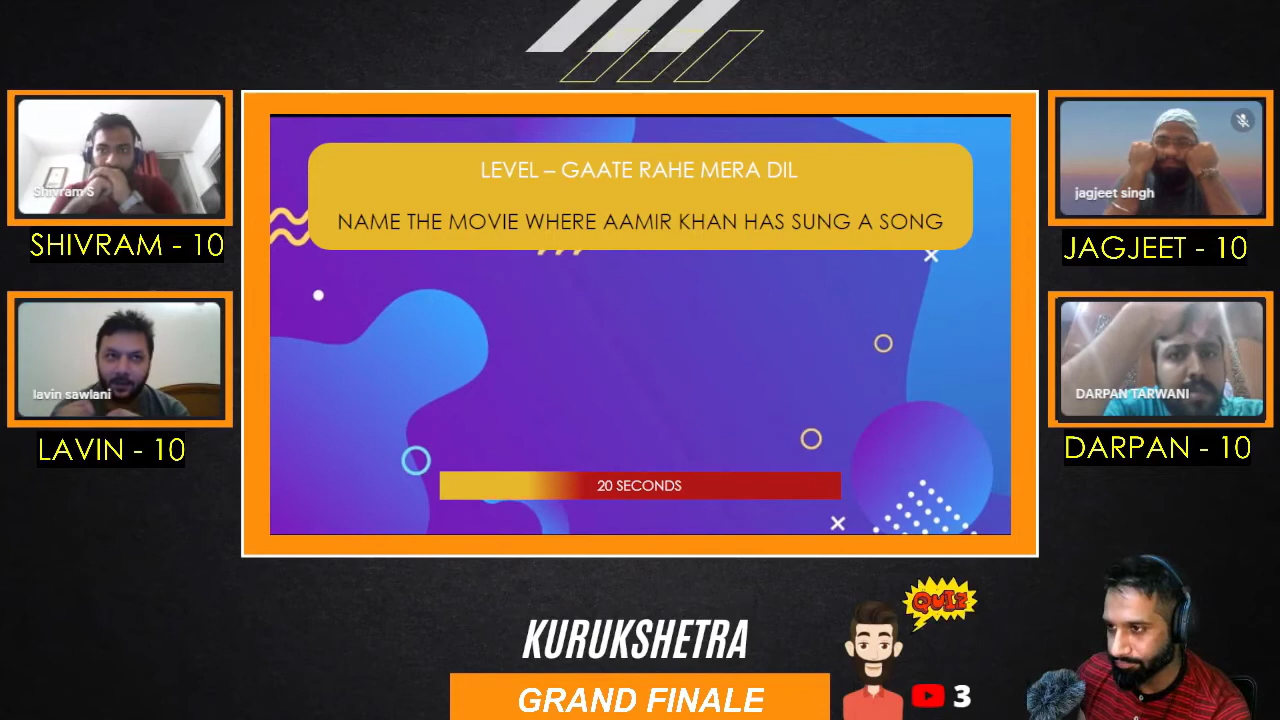 LEVEL – GAATE RAHE MERA DIL
NAME THE MOVIE WHERE AAMIR KHAN HAS SUNG A SONG
20 SECONDS
Shivram S
SHIVRAM - 10
lavin sawlani
LAVIN - 10
jagjeet singh
JAGJEET - 10
DARPAN TARWANI
DARPAN - 10
QUIZ
KURUKSHETRA
GRAND FINALE
3